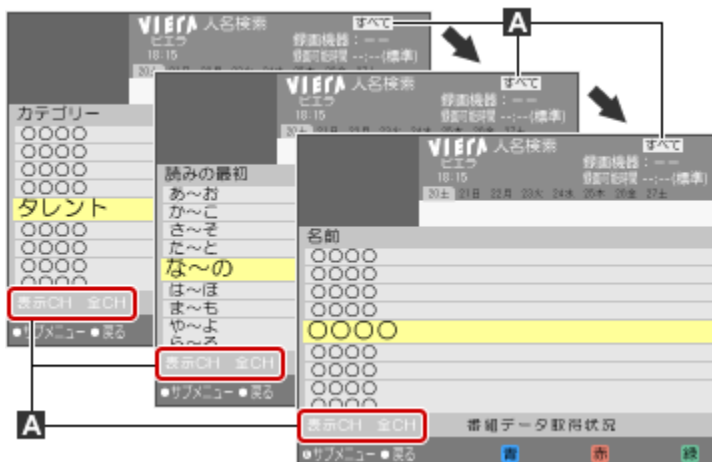 VIERA 人名検索 すべて
ビエラ 録画機器：－－
18:15 録画可能時間 --:--(標準)
カテゴリー
○○○○
○○○○
○○○○
○○○○
タレント
○○○○
○○○○
○○○○
○○○○
表示CH 全CH
●サブメニュー ●戻る
VIERA 人名検索 すべて
ビエラ 録画機器：－－
18:15 録画可能時間 --:--(標準)
読みの最初
あ～お
か～こ
さ～そ
た～と
な～の
は～ほ
ま～も
や～よ
ら～ろ
表示CH 全CH
●サブメニュー ●戻る
VIERA 人名検索 すべて
ビエラ 録画機器：－－
18:15 録画可能時間 --:--(標準)
20土 21日 22月 23火 24水 25木 26金 27土
名前
○○○○
○○○○
○○○○
○○○○
○○○○
○○○○
○○○○
○○○○
○○○○
表示CH 全CH 番組データ取得状況
●サブメニュー ●戻る 青 赤 緑
A
A